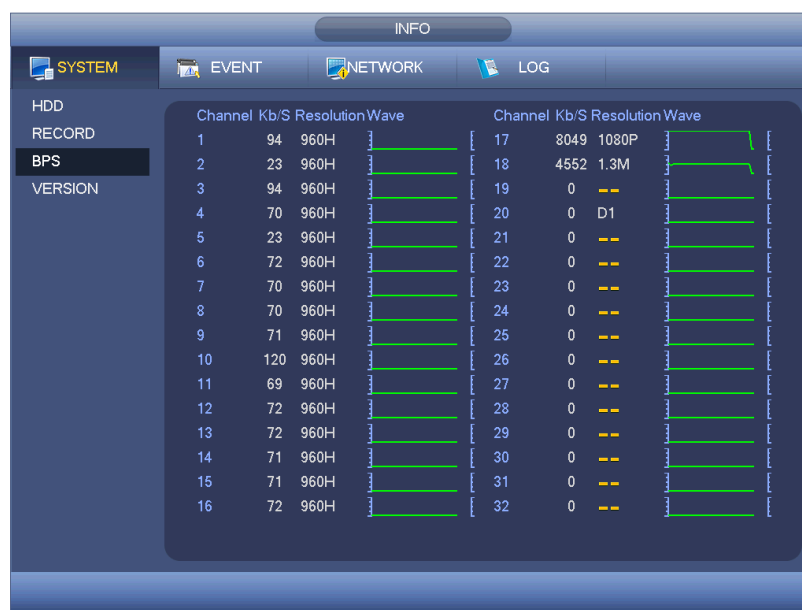 INFO
SYSTEM EVENT NETWORK LOG
HDD
RECORD
BPS
VERSION
Channel Kb/S Resolution Wave Channel Kb/S Resolution Wave
1 94 960H 17 8049 1080P
2 23 960H 18 4552 1.3M
3 94 960H 19 0 --
4 70 960H 20 0 D1
5 23 960H 21 0 --
6 72 960H 22 0 --
7 70 960H 23 0 --
8 70 960H 24 0 --
9 71 960H 25 0 --
10 120 960H 26 0 --
11 69 960H 27 0 --
12 72 960H 28 0 --
13 72 960H 29 0 --
14 71 960H 30 0 --
15 71 960H 31 0 --
16 72 960H 32 0 --